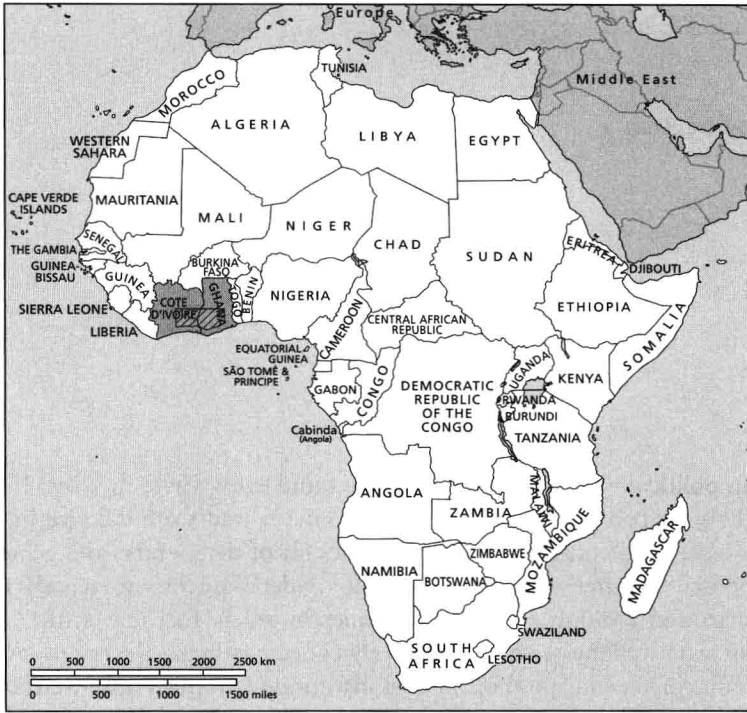 Europe
Middle East
TUNISIA
MOROCCO
ALGERIA
LIBYA
EGYPT
WESTERN
SAHARA
MAURITANIA
MALI
NIGER
CHAD
SUDAN
ERITREA
DJIBOUTI
CAPE VERDE
ISLANDS
SENEGAL
THE GAMBIA
GUINEA
BISSAU
GUINEA
BURKINA
FASO
SIERRA LEONE
LIBERIA
COTE
D'IVOIRE
GHANA
TOGO
BENIN
NIGERIA
CAMEROON
CENTRAL AFRICAN
REPUBLIC
ETHIOPIA
SOMALIA
EQUATORIAL
GUINEA
SÃO TOMÉ &
PRINCIPE
GABON
CONGO
DEMOCRATIC
REPUBLIC
OF THE
CONGO
UGANDA
KENYA
RWANDA
BURUNDI
TANZANIA
Cabinda
(Angola)
ANGOLA
ZAMBIA
MALAWI
MOZAMBIQUE
ZIMBABWE
NAMIBIA
BOTSWANA
MADAGASCAR
SWAZILAND
SOUTH
AFRICA
LESOTHO
0 500 1000 1500 2000 2500 km
0 500 1000 1500 miles